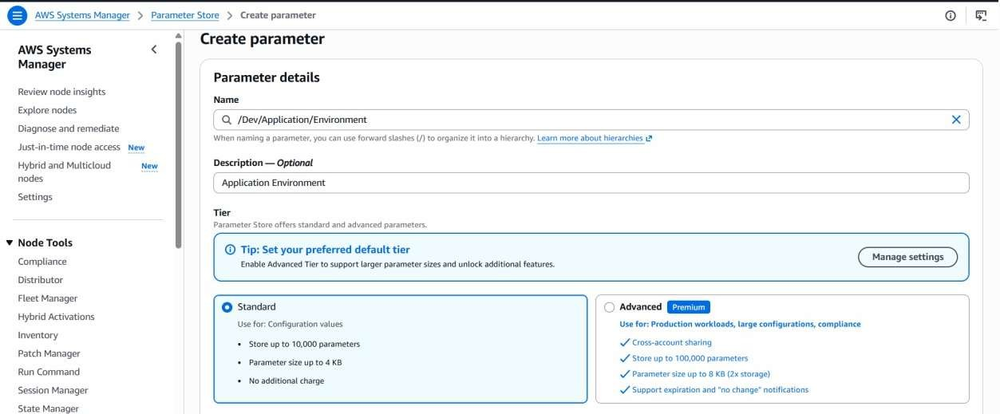 AWS Systems Manager > Parameter Store > Create parameter
AWS Systems
Manager
Review node insights
Explore nodes
Diagnose and remediate
Just-in-time node access New
Hybrid and Multicloud New
nodes
Settings
Node Tools
Compliance
Distributor
Fleet Manager
Hybrid Activations
Inventory
Patch Manager
Run Command
Session Manager
State Manager
Create parameter
Parameter details
Name
/Dev/Application/Environment
When naming a parameter, you can use forward slashes (/) to organize it into a hierarchy. Learn more about hierarchies
Description — Optional
Application Environment
Tier
Parameter Store offers standard and advanced parameters.
Tip: Set your preferred default tier
Enable Advanced Tier to support larger parameter sizes and unlock additional features.
Manage settings
Standard
Use for: Configuration values
• Store up to 10,000 parameters
• Parameter size up to 4 KB
• No additional charge
Advanced Premium
Use for: Production workloads, large configurations, compliance
Cross-account sharing
Store up to 100,000 parameters
Parameter size up to 8 KB (2x storage)
Support expiration and "no change" notifications